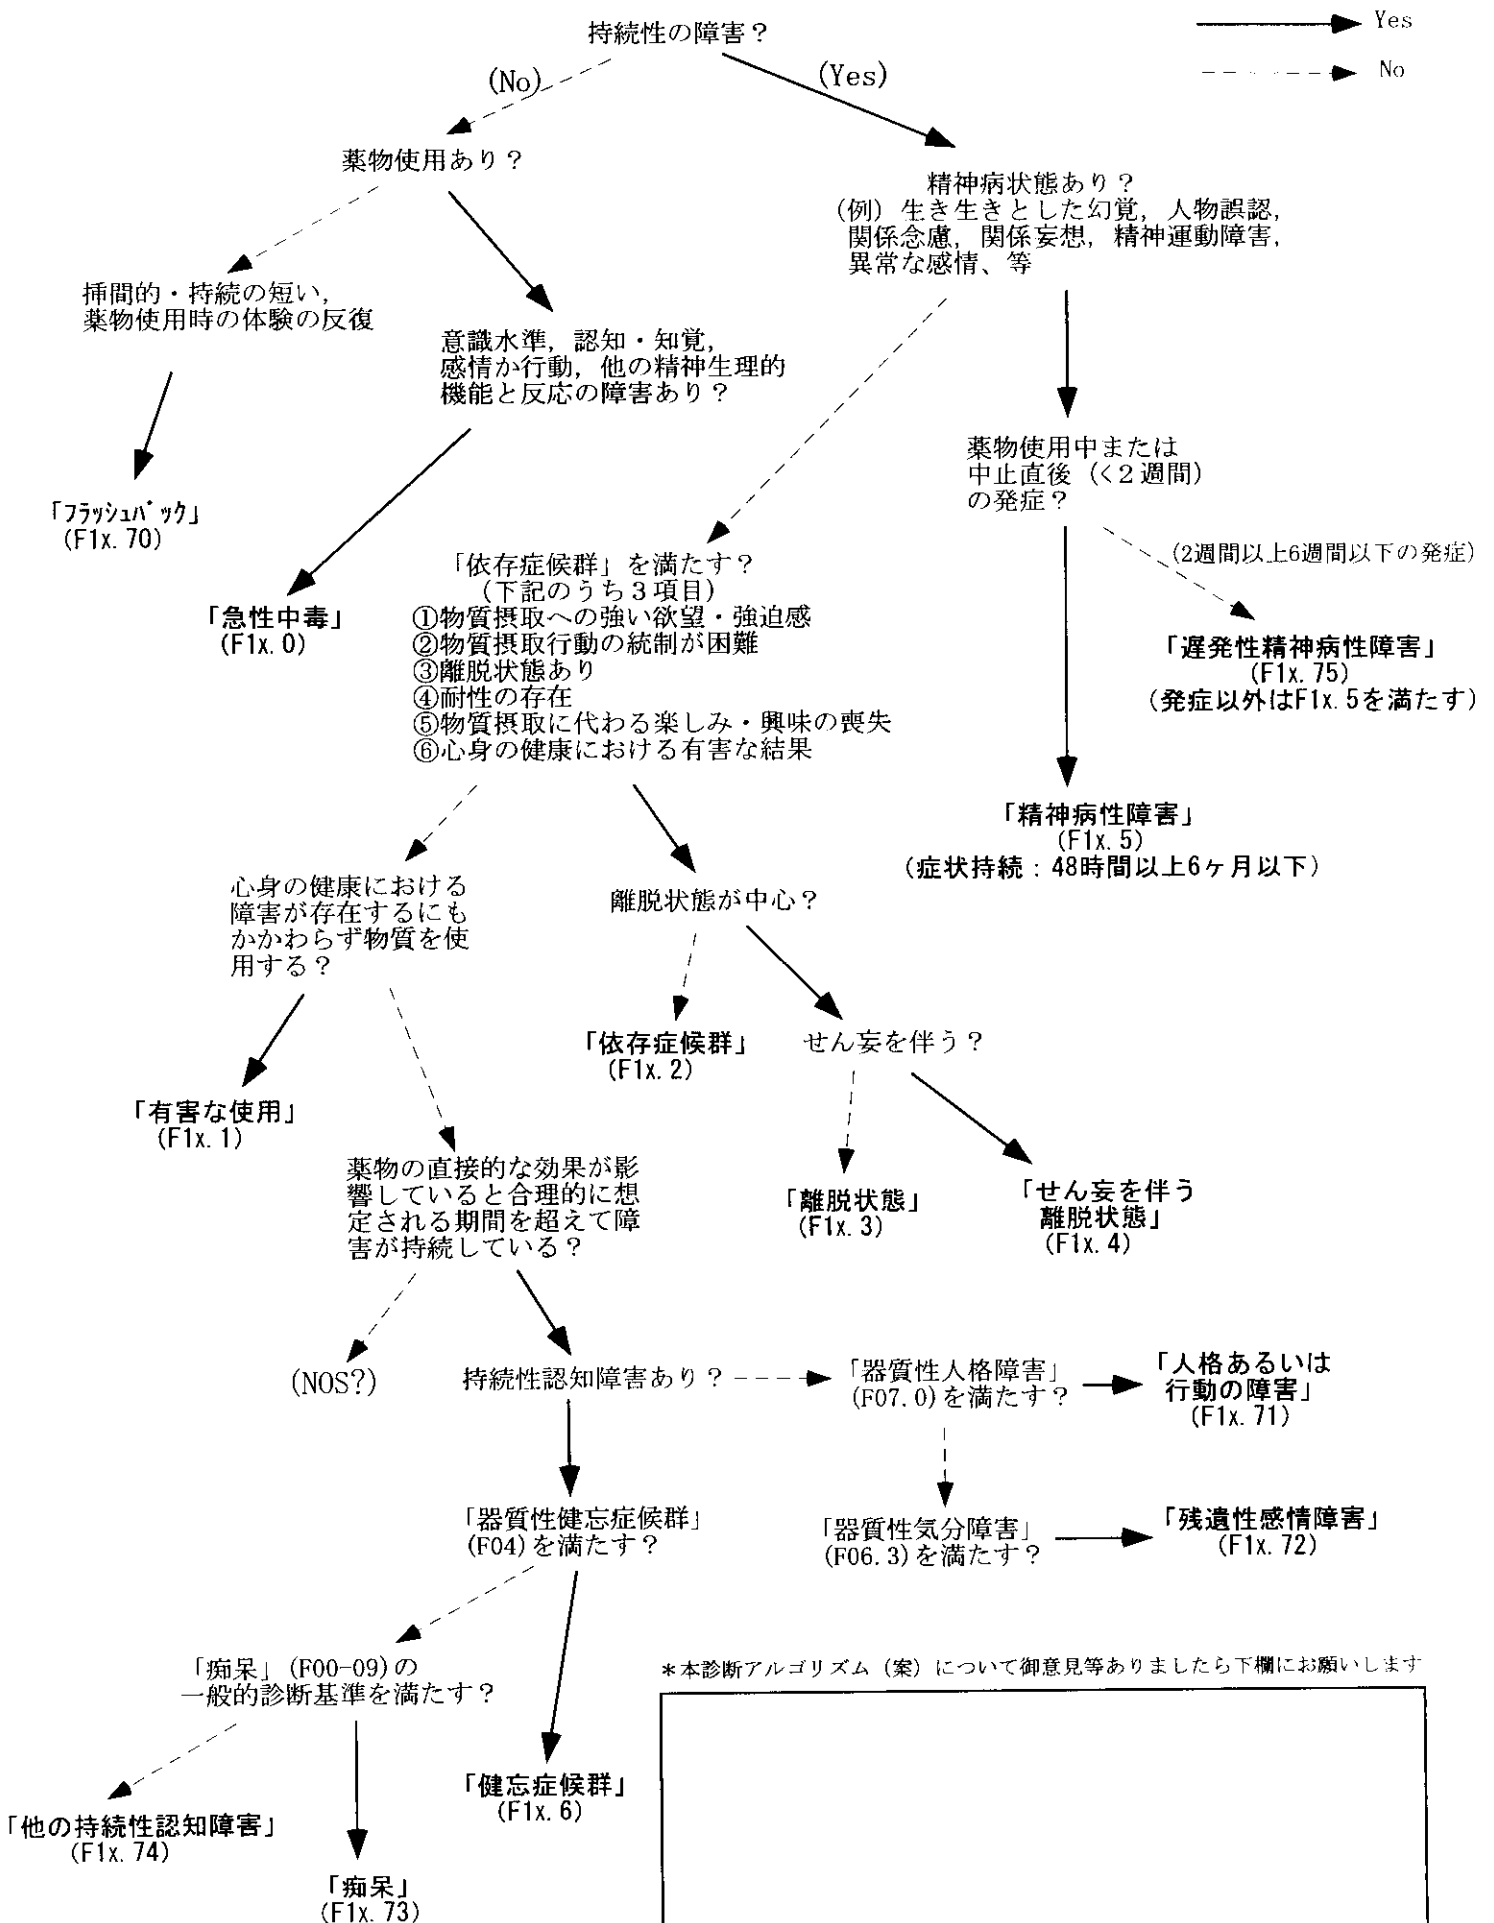 持続性の障害？
Yes
No
(No)
(Yes)
薬物使用あり？
精神病状態あり？
（例）生き生きとした幻覚，人物誤認，
関係念慮，関係妄想，精神運動障害，
異常な感情、等
挿間的・持続の短い，
薬物使用時の体験の反復
意識水準，認知・知覚，
感情か行動，他の精神生理的
機能と反応の障害あり？
薬物使用中または
中止直後（<２週間）
の発症？
「ﾌﾗｯｼｭﾊﾞｯｸ」
(F1x. 70)
(2週間以上6週間以下の発症)
「依存症候群」を満たす？
（下記のうち３項目）
①物質摂取への強い欲望・強迫感
②物質摂取行動の統制が困難
③離脱状態あり
④耐性の存在
⑤物質摂取に代わる楽しみ・興味の喪失
⑥心身の健康における有害な結果
「急性中毒」
(F1x. 0)
「遅発性精神病性障害」
(F1x. 75)
(発症以外はF1x. 5を満たす)
「精神病性障害」
(F1x. 5)
(症状持続：48時間以上6ヶ月以下)
心身の健康における
障害が存在するにも
かかわらず物質を使
用する？
離脱状態が中心？
「依存症候群」
(F1x. 2)
せん妄を伴う？
「有害な使用」
(F1x. 1)
薬物の直接的な効果が影
響していると合理的に想
定される期間を超えて障
害が持続している？
「離脱状態」
(F1x. 3)
「せん妄を伴う
離脱状態」
(F1x. 4)
(NOS?)
持続性認知障害あり？
「器質性人格障害」
(F07. 0)を満たす？
「人格あるいは
行動の障害」
(F1x. 71)
「器質性健忘症候群」
(F04)を満たす？
「器質性気分障害」
(F06. 3)を満たす？
「残遺性感情障害」
(F1x. 72)
「痴呆」(F00-09)の
一般的診断基準を満たす？
＊本診断アルゴリズム（案）について御意見等ありましたら下欄にお願いします
「健忘症候群」
(F1x. 6)
「他の持続性認知障害」
(F1x. 74)
「痴呆」
(F1x. 73)